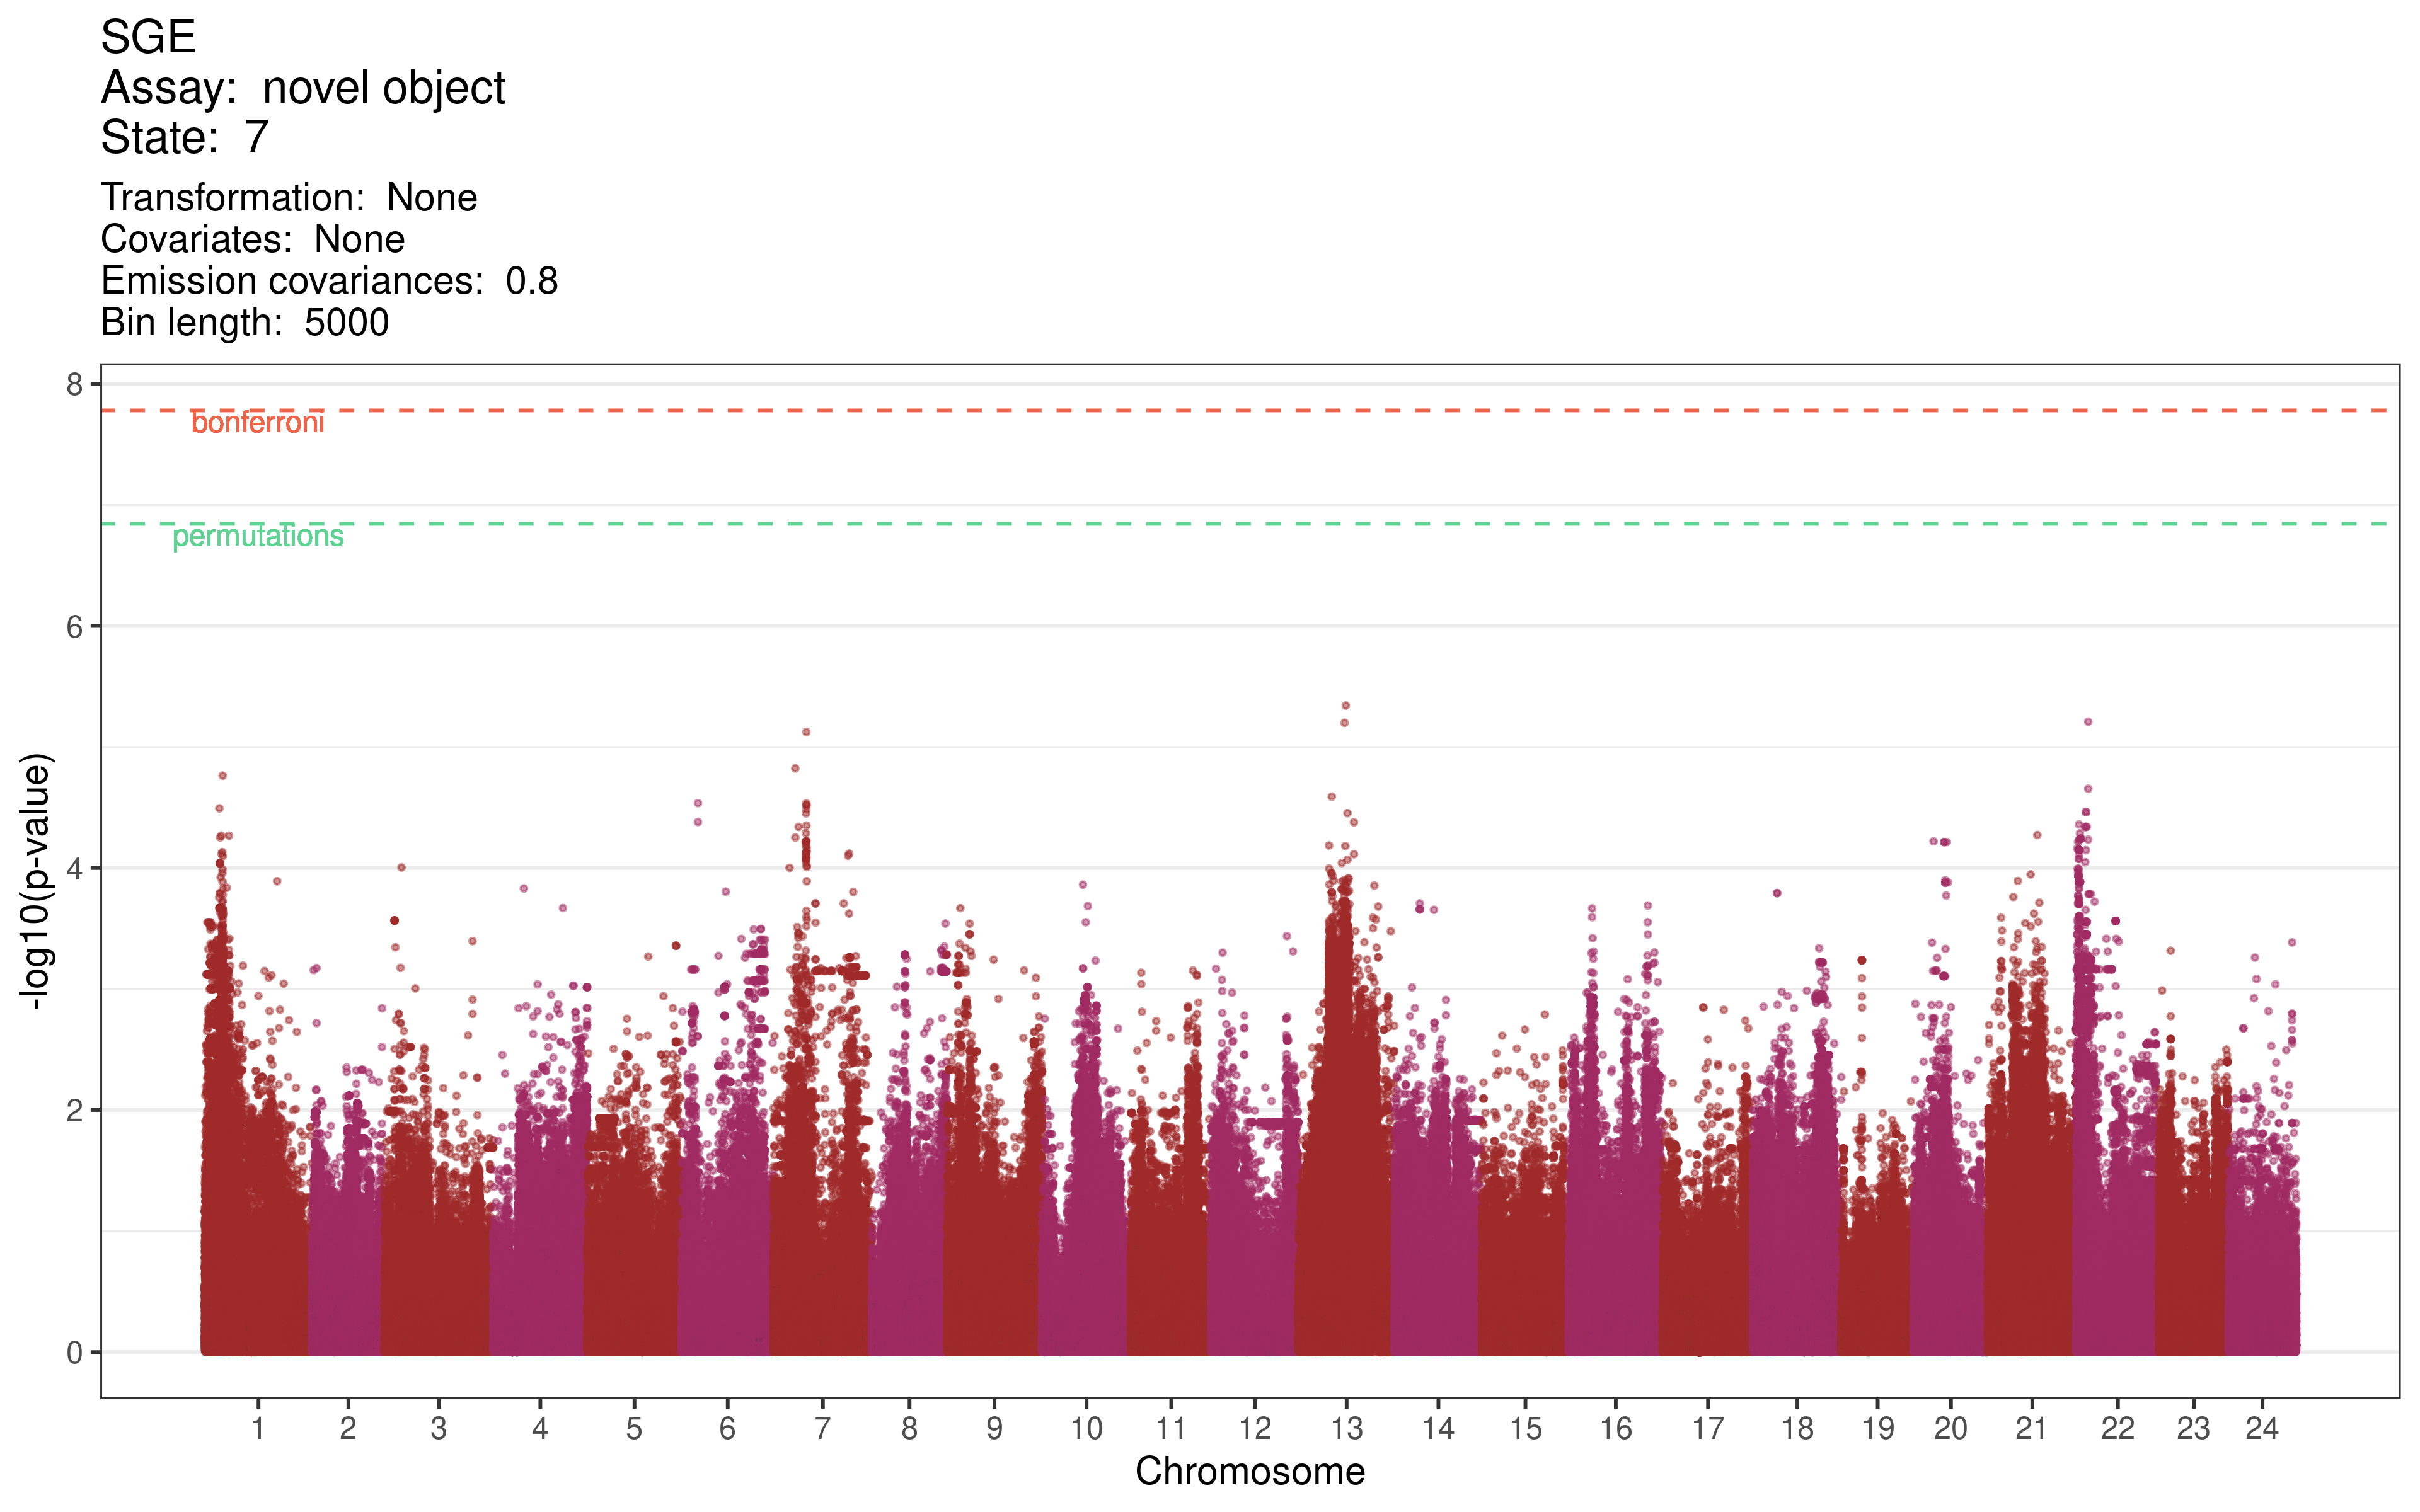 SGE
Assay:  novel object
State:  7
Transformation:  None
Covariates:  None
Emission covariances:  0.8
Bin length:  5000
8
bonferroni
permutations
6
4
2
0
-log10(p-value)
1 2 3 4 5 6 7 8 9 10 11 12 13 14 15 16 17 18 19 20 21 22 23 24
Chromosome